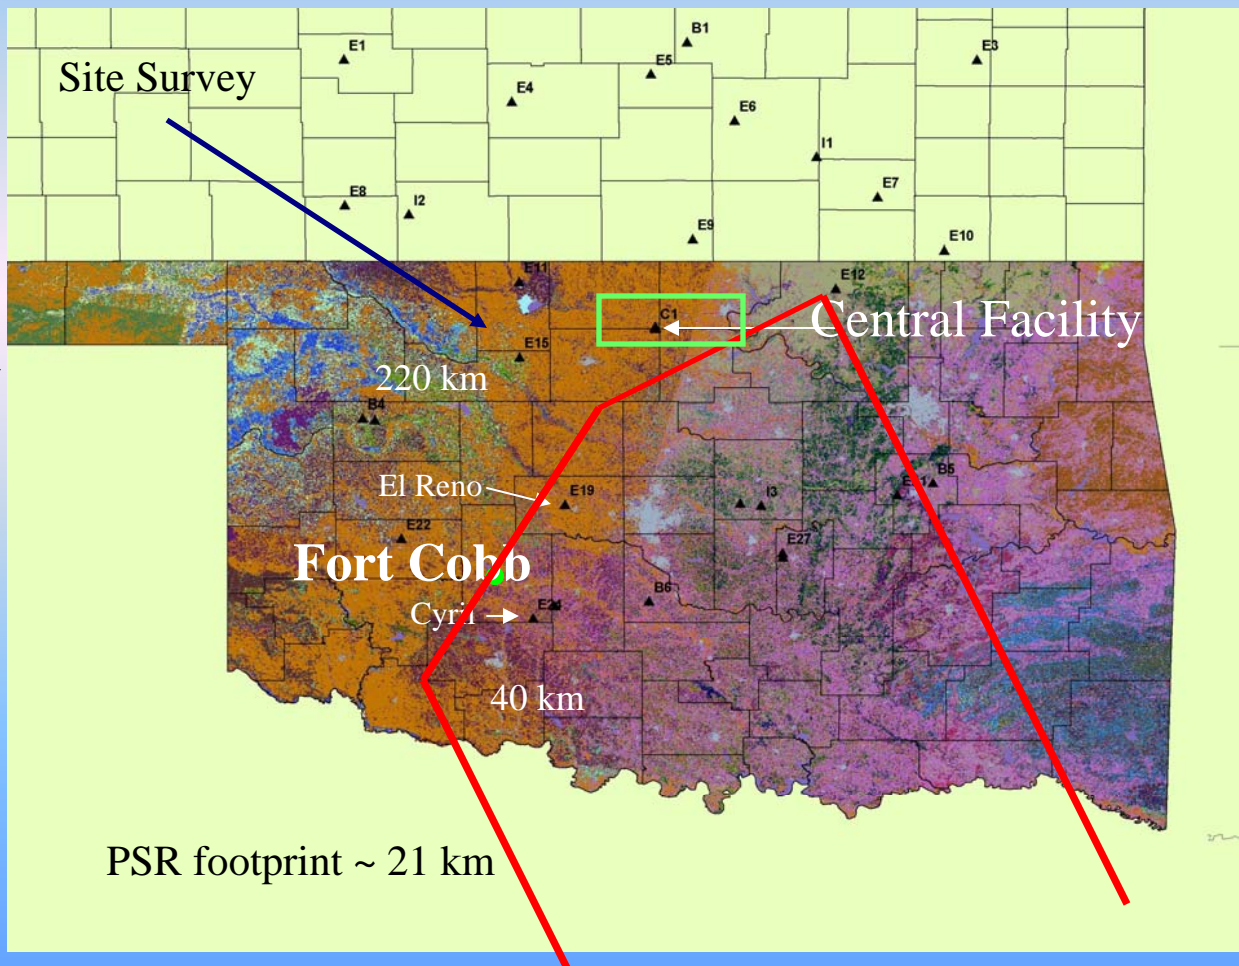 B1
E1
E3
E5
Site Survey
E4
E6
I1
E7
E8
I2
E9
E10
E11
E12
C1
Central Facility
E15
220 km
B4
B5
El Reno
E19
I3
E22
E27
Fort Cobb
B6
Cyril
40 km
PSR footprint ~ 21 km